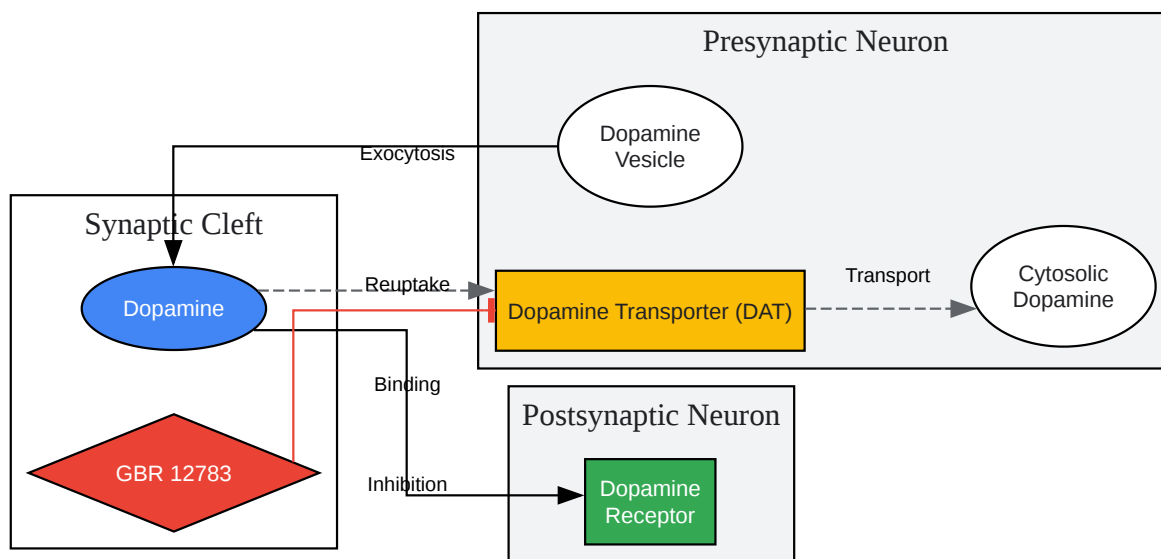 Presynaptic Neuron
Dopamine
Vesicle
Exocytosis
Synaptic Cleft
Dopamine
Reuptake
Dopamine Transporter (DAT)
Transport
Cytosolic
Dopamine
Binding
Postsynaptic Neuron
GBR 12783
Inhibition
Dopamine
Receptor